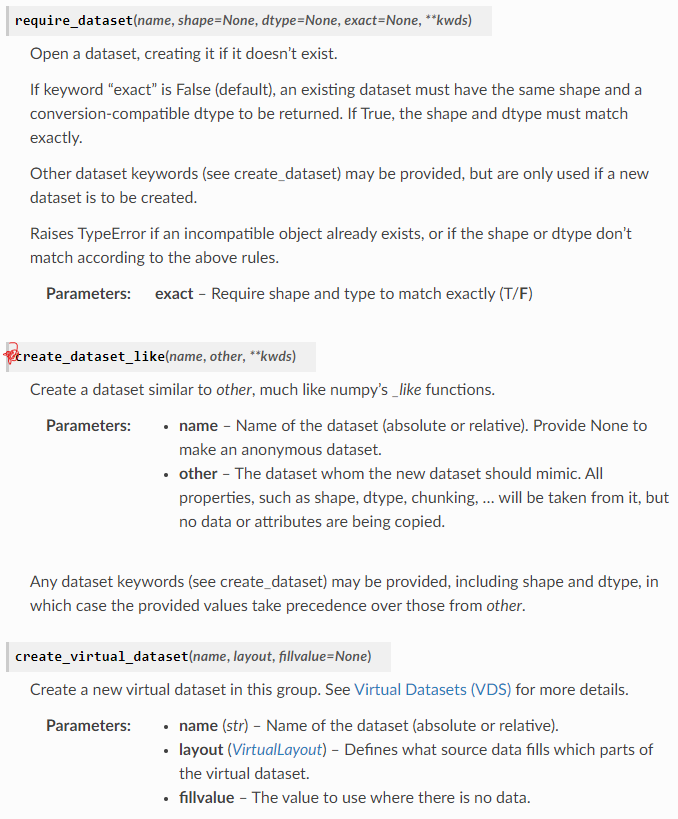 require_dataset(name, shape=None, dtype=None, exact=None, **kwds)
Open a dataset, creating it if it doesn’t exist.
If keyword “exact” is False (default), an existing dataset must have the same shape and a
conversion-compatible dtype to be returned. If True, the shape and dtype must match
exactly.
Other dataset keywords (see create_dataset) may be provided, but are only used if a new
dataset is to be created.
Raises TypeError if an incompatible object already exists, or if the shape or dtype don’t
match according to the above rules.
Parameters: exact – Require shape and type to match exactly (T/F)
create_dataset_like(name, other, **kwds)
Create a dataset similar to other, much like numpy’s _like functions.
Parameters: • name – Name of the dataset (absolute or relative). Provide None to
make an anonymous dataset.
• other – The dataset whom the new dataset should mimic. All
properties, such as shape, dtype, chunking, … will be taken from it, but
no data or attributes are being copied.
Any dataset keywords (see create_dataset) may be provided, including shape and dtype, in
which case the provided values take precedence over those from other.
create_virtual_dataset(name, layout, fillvalue=None)
Create a new virtual dataset in this group. See Virtual Datasets (VDS) for more details.
Parameters: • name (str) – Name of the dataset (absolute or relative).
• layout (VirtualLayout) – Defines what source data fills which parts of
the virtual dataset.
• fillvalue – The value to use where there is no data.